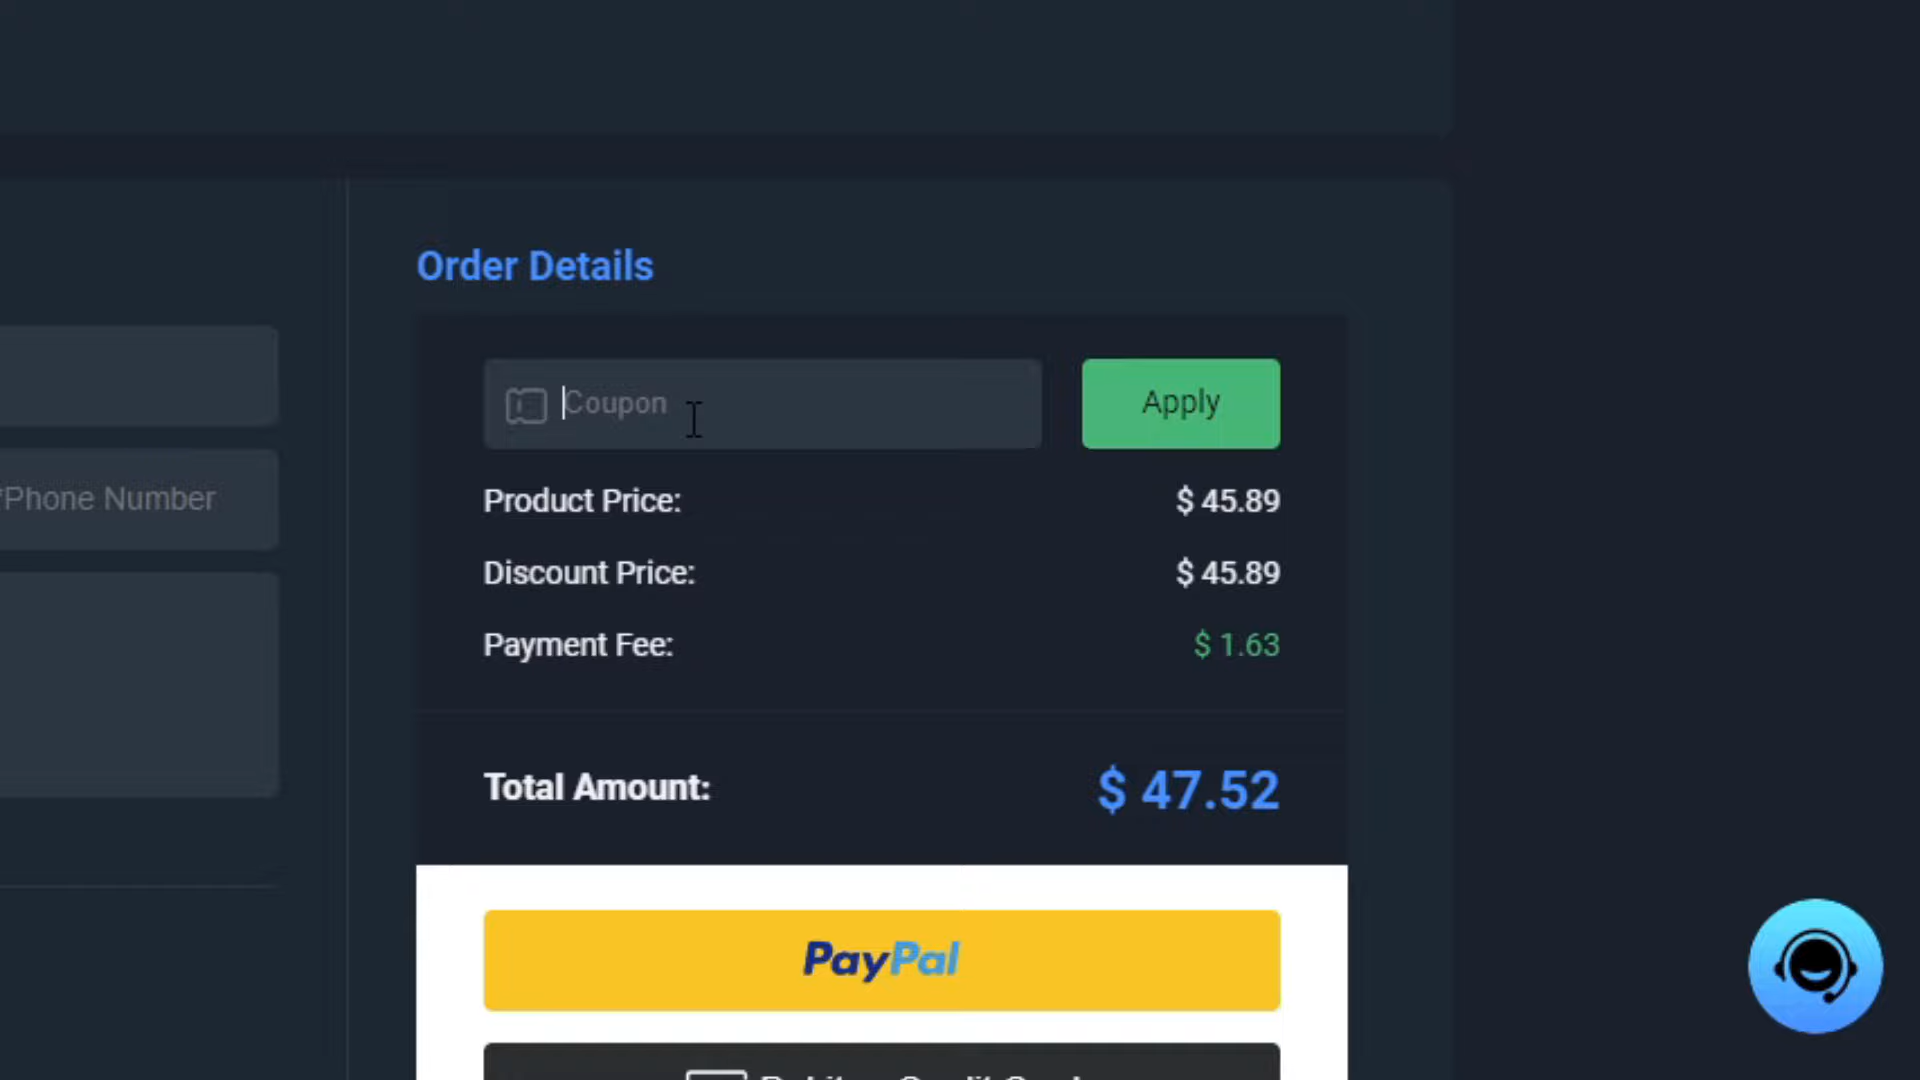 Order Details
Coupon
Apply
*Phone Number
Product Price: $ 45.89
Discount Price: $ 45.89
Payment Fee: $ 1.63
Total Amount: $ 47.52
PayPal